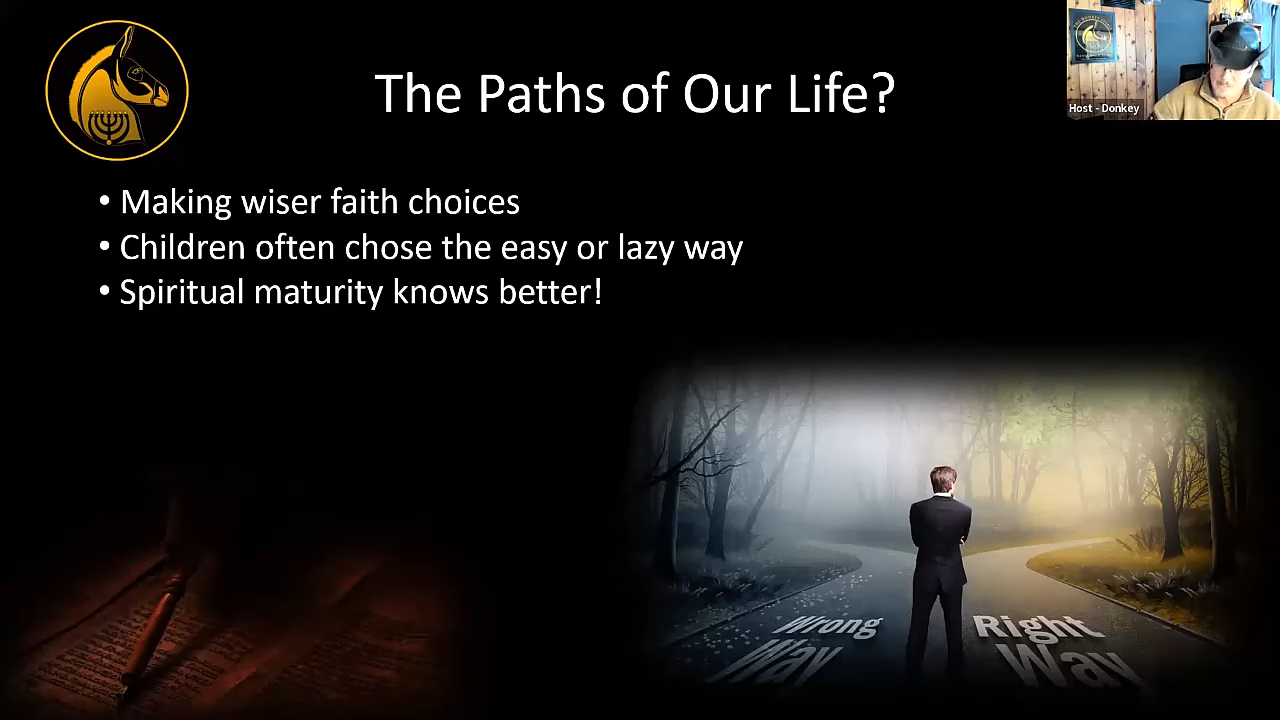 The Paths of Our Life?
Host - Donkey
• Making wiser faith choices
• Children often chose the easy or lazy way
• Spiritual maturity knows better!
Wrong Way
Right Way